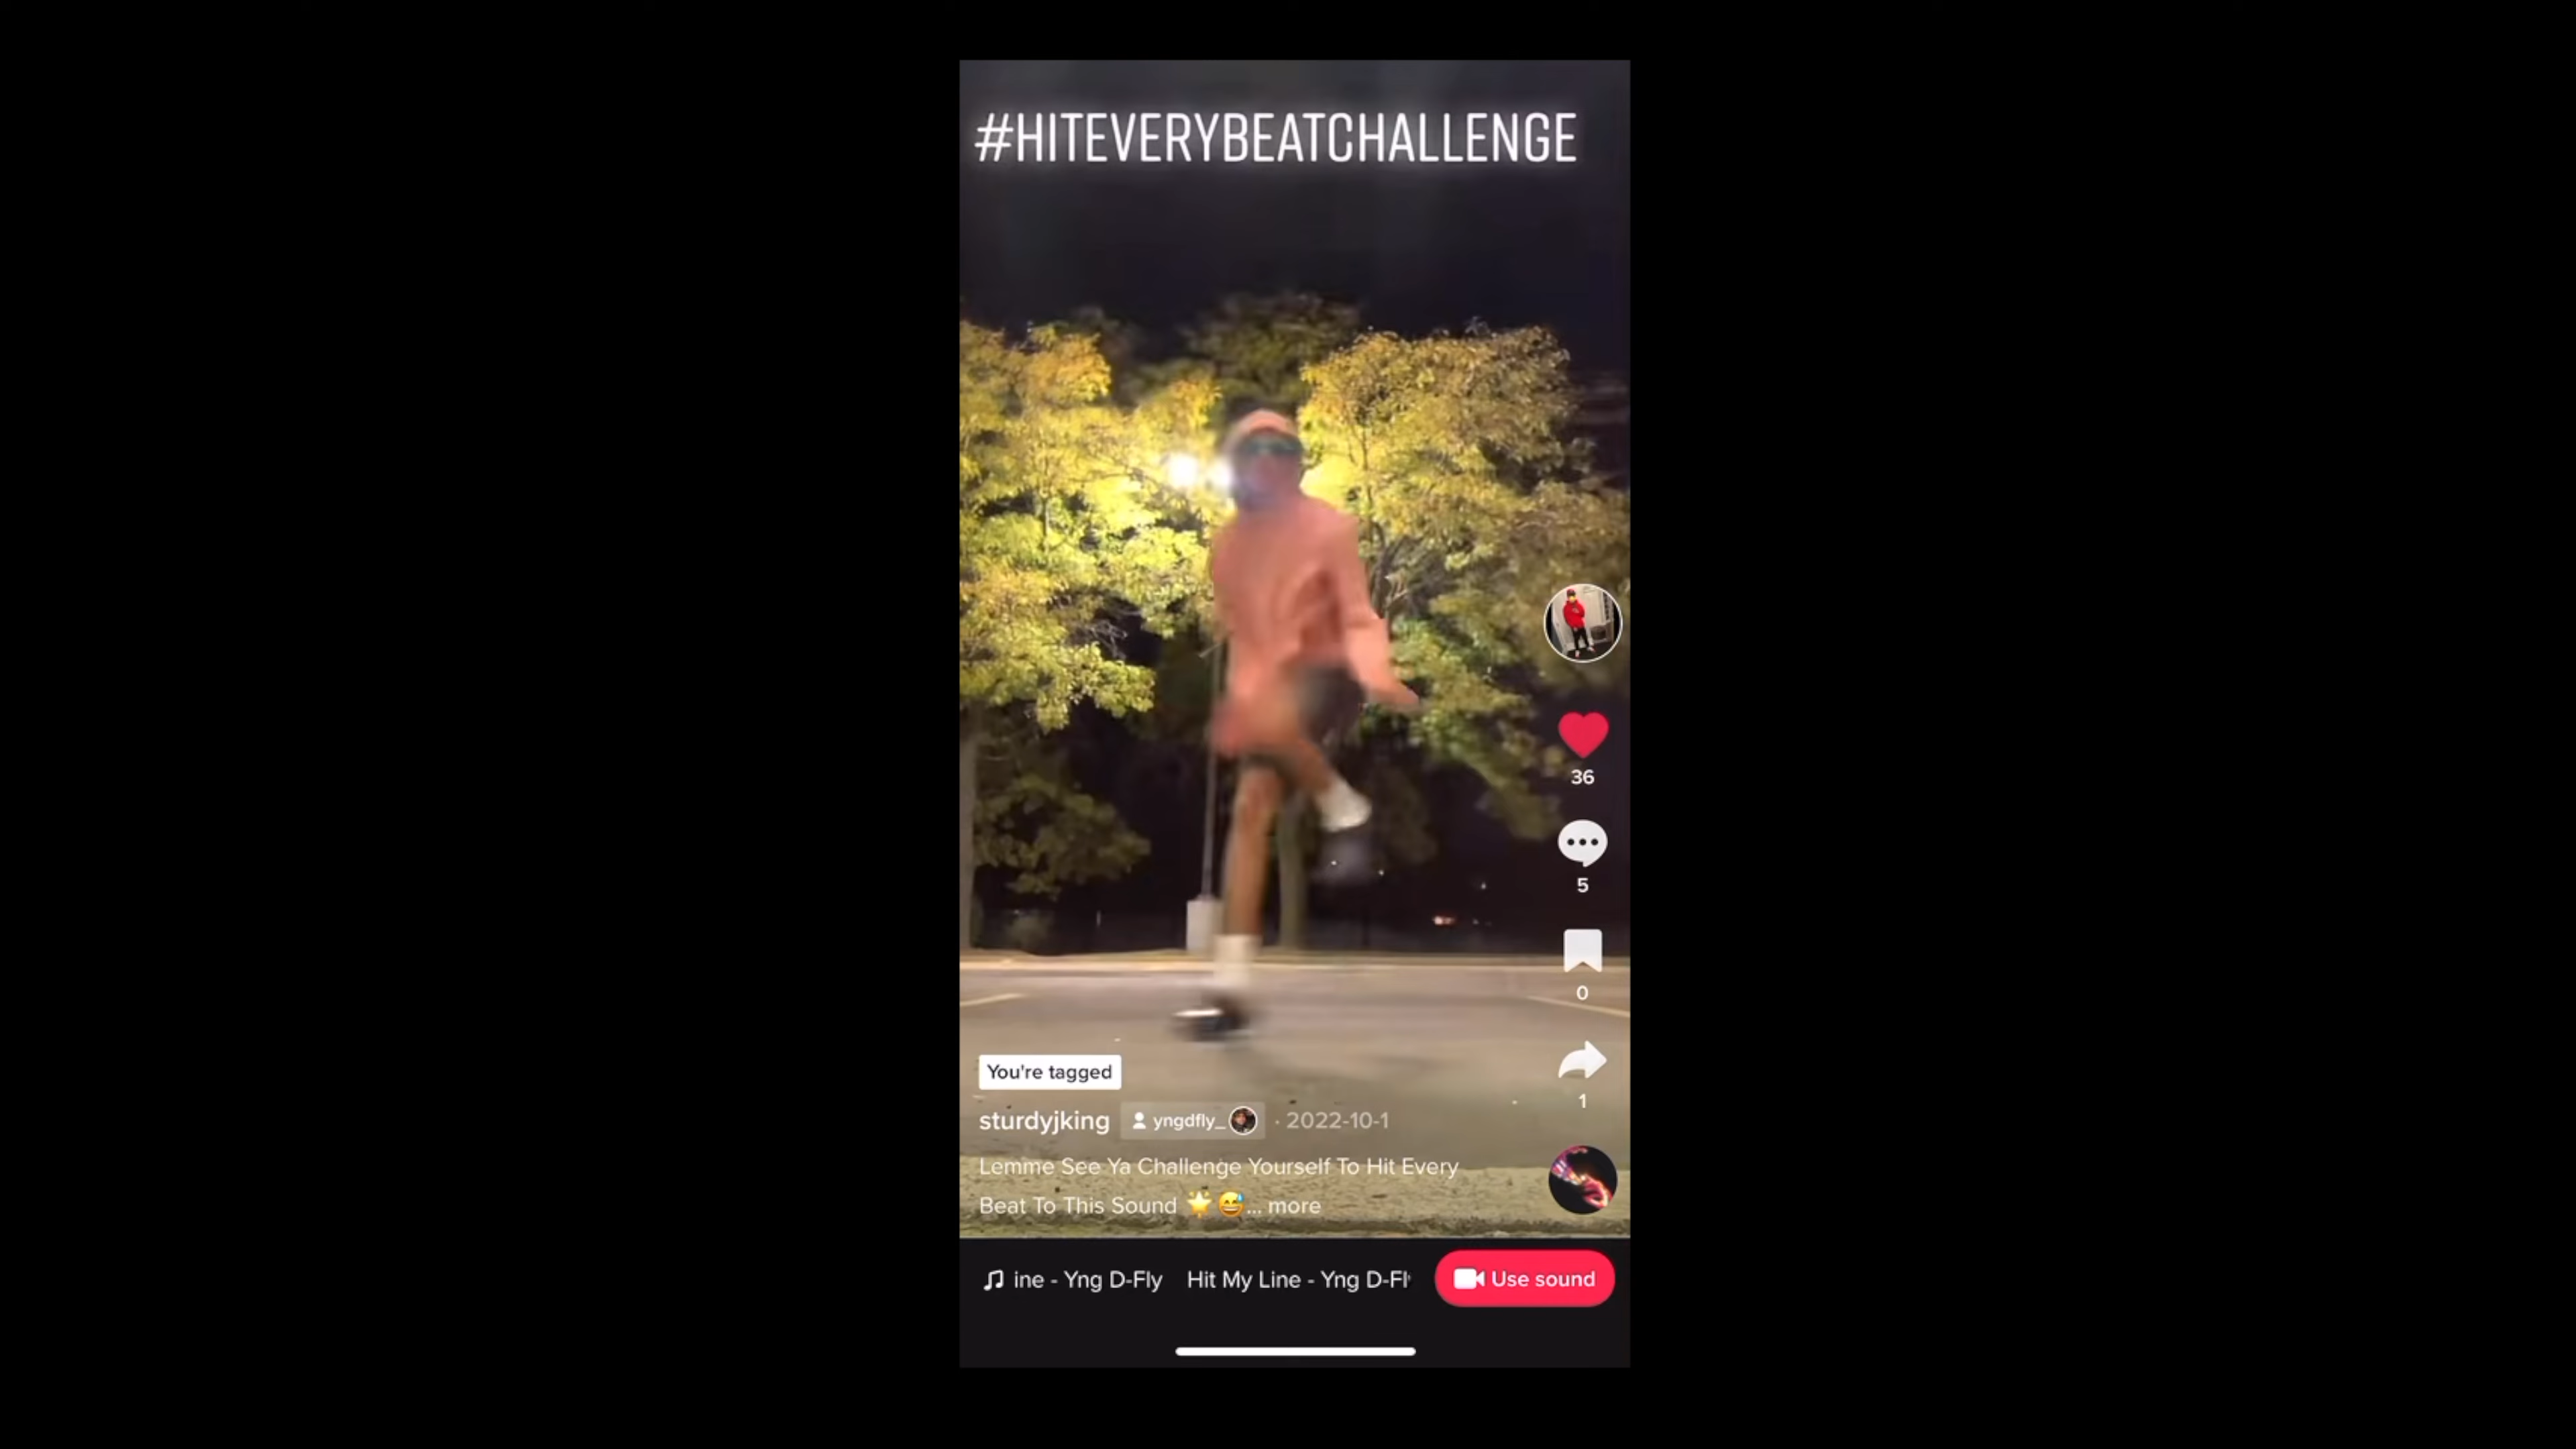 #HITEVERYBEATCHALLENGE
36
5
0
1
You're tagged
sturdyjking yngdfly_ · 2022-10-1
Lemme See Ya Challenge Yourself To Hit Every
Beat To This Sound 🌟😅... more
ine - Yng D-Fly Hit My Line - Yng D-Fl
Use sound